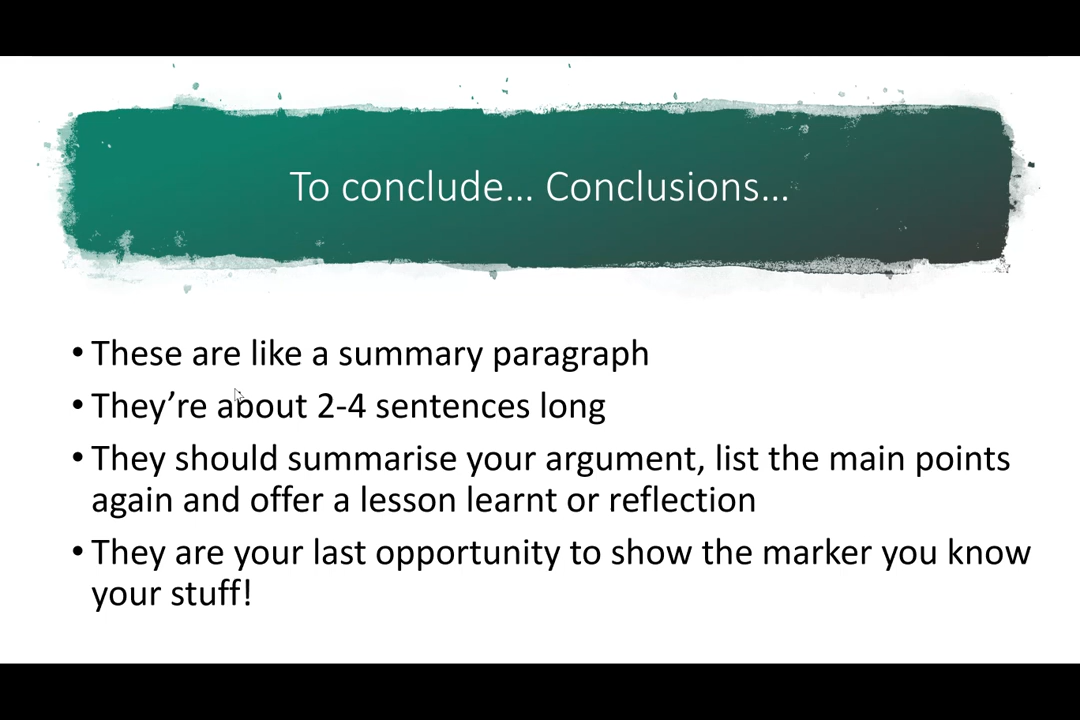 To conclude... Conclusions...
• These are like a summary paragraph
• They’re about 2-4 sentences long
• They should summarise your argument, list the main points
again and offer a lesson learnt or reflection
• They are your last opportunity to show the marker you know
your stuff!